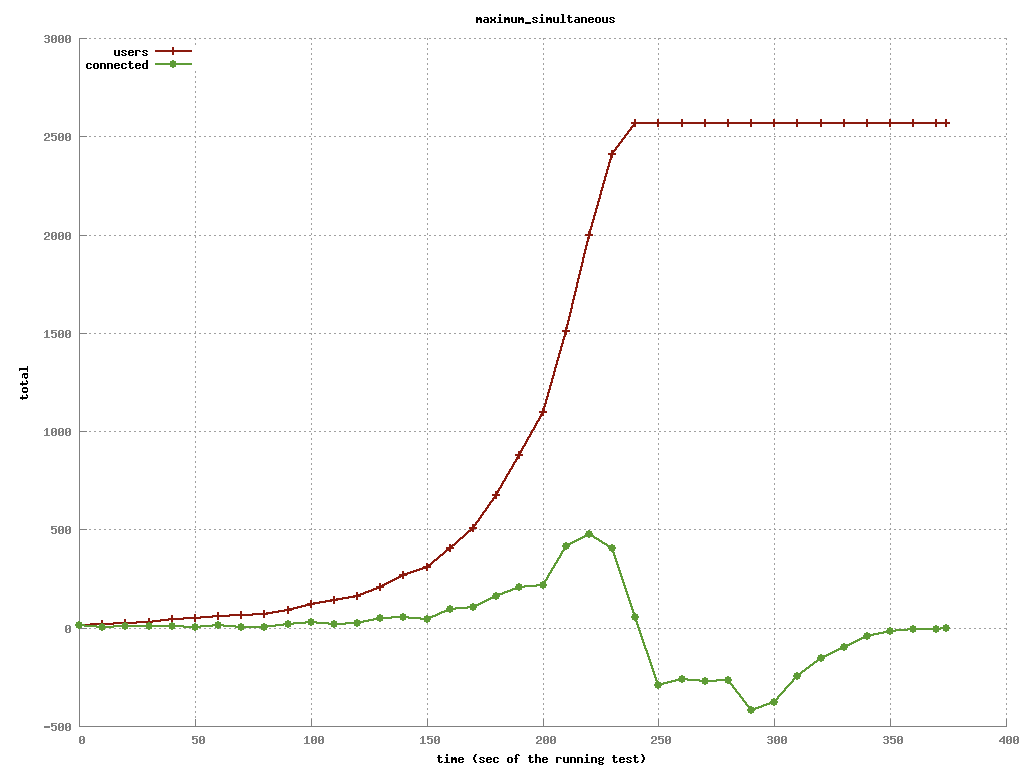 maximum_simultaneous
3000
users
connected
2500
2000
1500
total
1000
500
0
-500
0 50 100 150 200 250 300 350 400
time (sec of the running test)